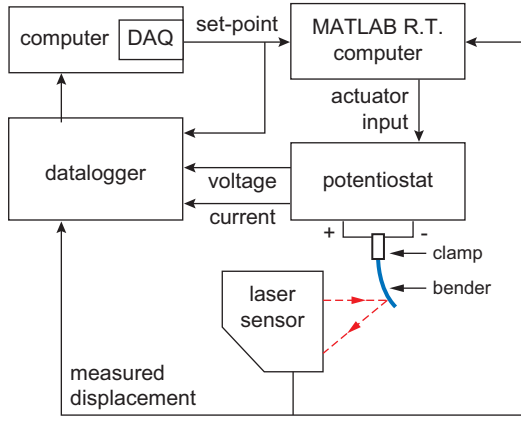 computer
DAQ
set-point
MATLAB R.T.
computer
actuator
input
datalogger
voltage
current
potentiostat
+
-
clamp
bender
laser
sensor
measured
displacement